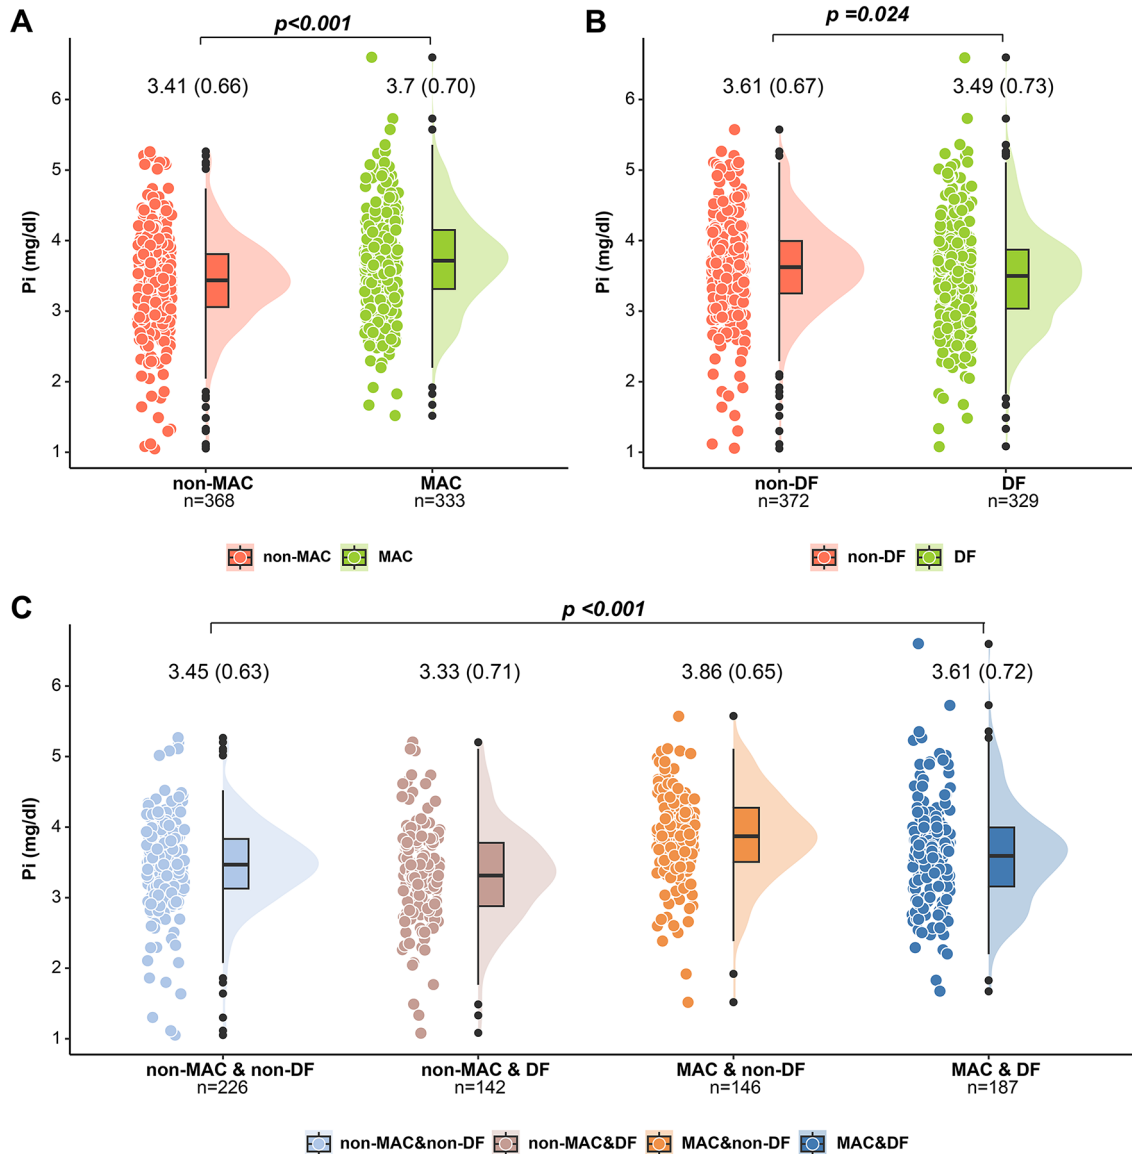 A
p<0.001
3.41 (0.66)
3.7 (0.70)
Pi (mg/dl)
6
5
4
3
2
1
non-MAC
n=368
MAC
n=333
non-MAC
MAC
B
p =0.024
3.61 (0.67)
3.49 (0.73)
Pi (mg/dl)
6
5
4
3
2
1
non-DF
n=372
DF
n=329
non-DF
DF
C
p <0.001
3.45 (0.63)
3.33 (0.71)
3.86 (0.65)
3.61 (0.72)
Pi (mg/dl)
6
5
4
3
2
1
non-MAC & non-DF
n=226
non-MAC & DF
n=142
MAC & non-DF
n=146
MAC & DF
n=187
non-MAC&non-DF
non-MAC&DF
MAC&non-DF
MAC&DF